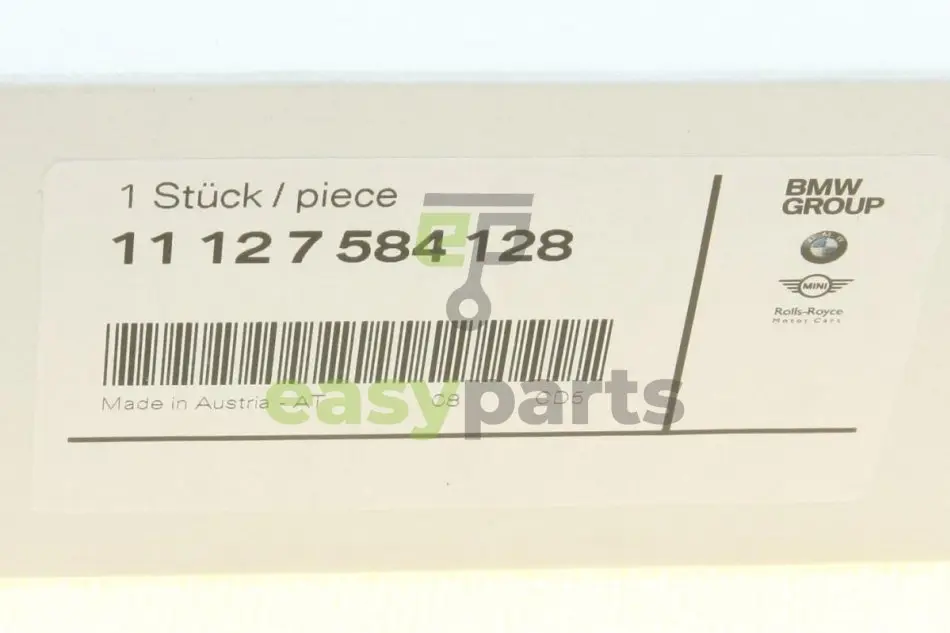 1 Stück / piece
11 12 7 584 128
Made in Austria - AT C8 CD5
BMW
GROUP
MINI
Rolls-Royce
Motor Cars
ep
easyparts